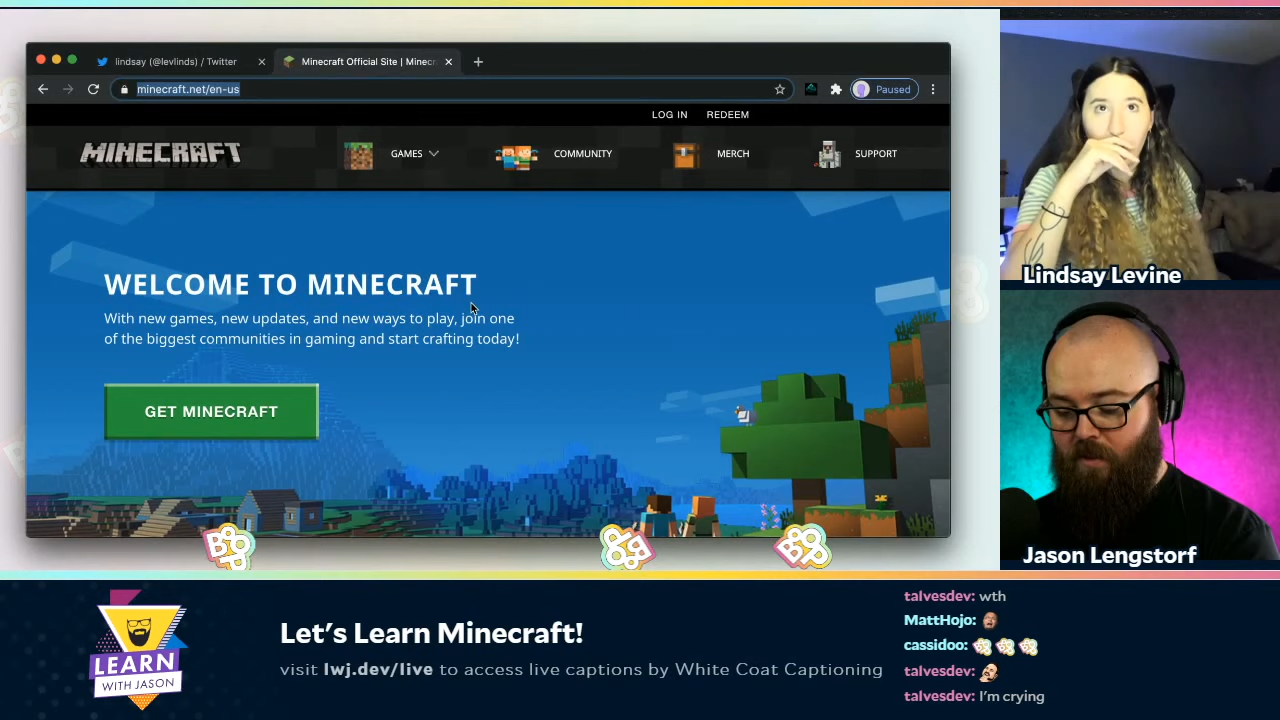 lindsay (@levlinds) / Twitter
Minecraft Official Site | Minecr
minecraft.net/en-us
Paused
LOG IN REDEEM
MINECRAFT
GAMES
COMMUNITY
MERCH
SUPPORT
WELCOME TO MINECRAFT
With new games, new updates, and new ways to play, join one
of the biggest communities in gaming and start crafting today!
GET MINECRAFT
Lindsay Levine
Jason Lengstorf
LEARN
WITH JASON
Let's Learn Minecraft!
visit lwj.dev/live to access live captions by White Coat Captioning
talvesdev: wth
MattHojo:
cassidoo:
talvesdev:
talvesdev: I'm crying